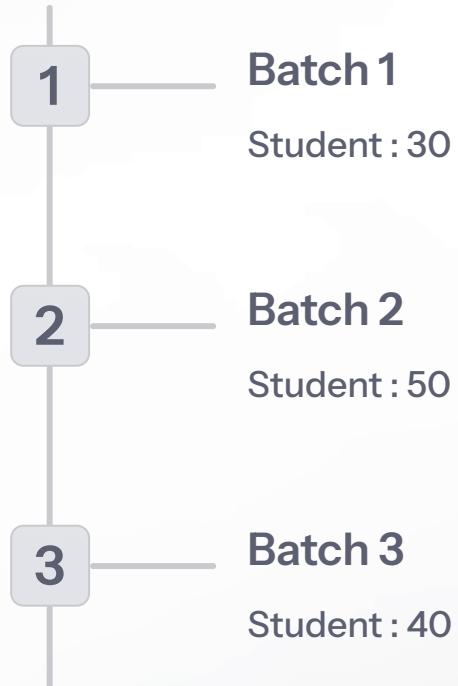 1
Batch 1
Student : 30
2
Batch 2
Student : 50
3
Batch 3
Student : 40